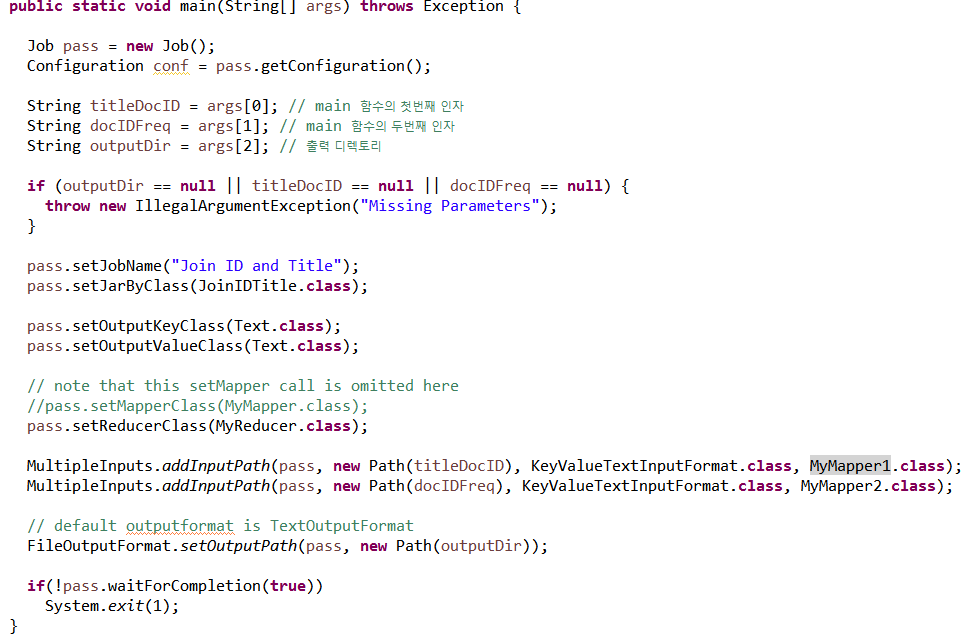 public static void main(String[] args) throws Exception {
Job pass = new Job();
Configuration conf = pass.getConfiguration();
String titleDocID = args[0]; // main 함수의 첫번째 인자
String docIDFreq = args[1]; // main 함수의 두번째 인자
String outputDir = args[2]; // 출력 디렉토리
if (outputDir == null || titleDocID == null || docIDFreq == null) {
throw new IllegalArgumentException("Missing Parameters");
}
pass.setJobName("Join ID and Title");
pass.setJarByClass(JoinIDTitle.class);
pass.setOutputKeyClass(Text.class);
pass.setOutputValueClass(Text.class);
// note that this setMapper call is omitted here
//pass.setMapperClass(MyMapper.class);
pass.setReducerClass(MyReducer.class);
MultipleInputs.addInputPath(pass, new Path(titleDocID), KeyValueTextInputFormat.class, MyMapper1.class);
MultipleInputs.addInputPath(pass, new Path(docIDFreq), KeyValueTextInputFormat.class, MyMapper2.class);
// default outputformat is TextOutputFormat
FileOutputFormat.setOutputPath(pass, new Path(outputDir));
if(!pass.waitForCompletion(true))
System.exit(1);
}